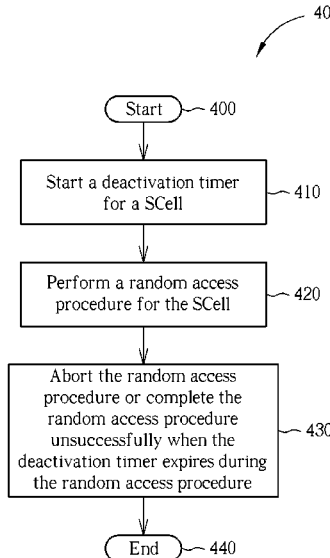 40
Start
400
Start a deactivation timer
for a SCell
410
Perform a random access
procedure for the SCell
420
Abort the random access
procedure or complete the
random access procedure
unsuccessfully when the
deactivation timer expires during
the random access procedure
430
End
440